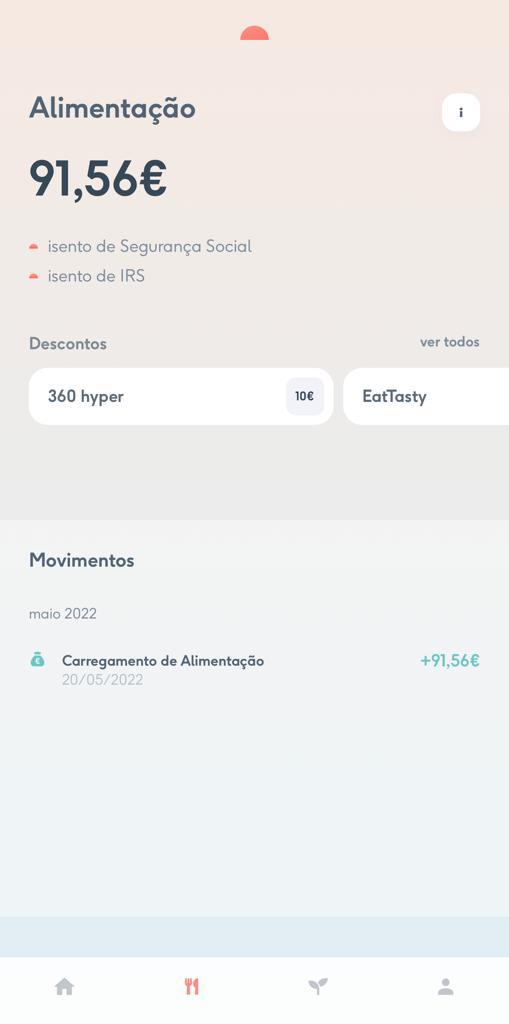 Alimentação
i
91,56€
isento de Segurança Social
isento de IRS
Descontos
ver todos
360 hyper
10€
EatTasty
Movimentos
maio 2022
Carregamento de Alimentação
+91,56€
20/05/2022